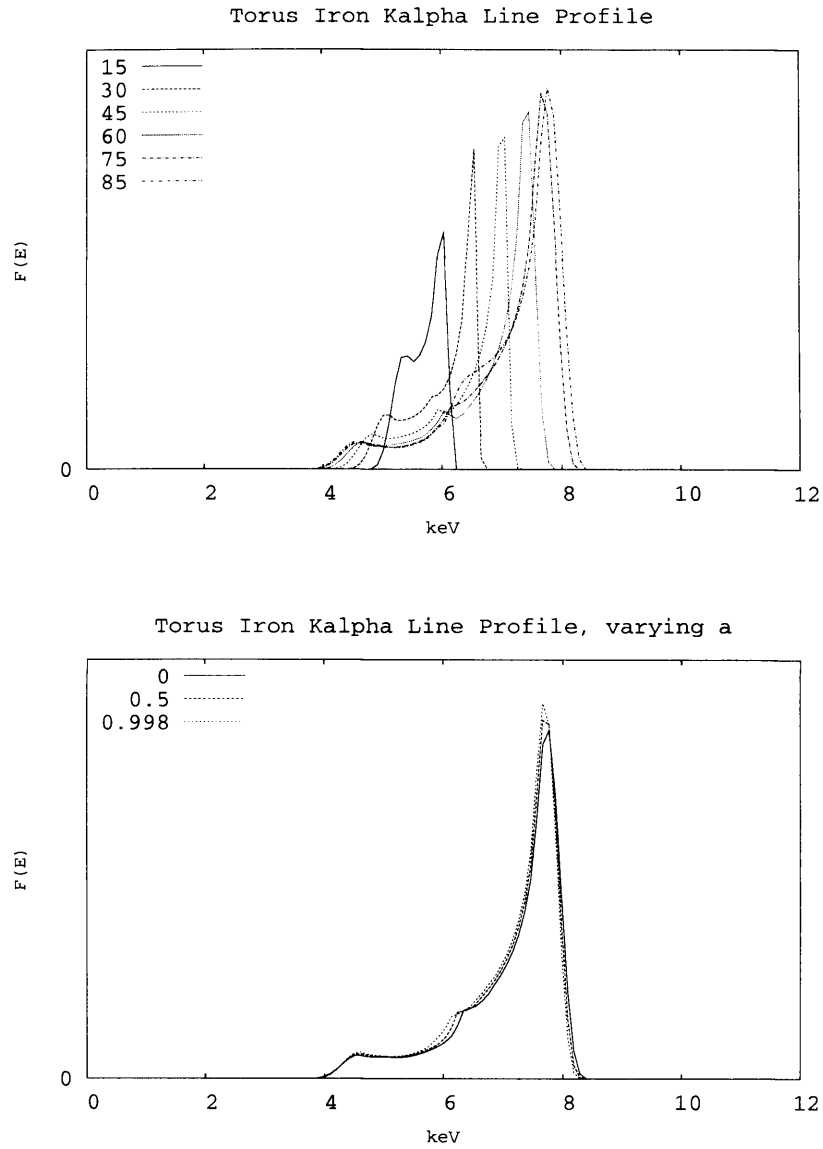 Torus Iron Kalpha Line Profile
15
30
45
60
75
85
F(E)
0
0 2 4 6 8 10 12
keV
Torus Iron Kalpha Line Profile, varying a
0
0.5
0.998
F(E)
0
0 2 4 6 8 10 12
keV